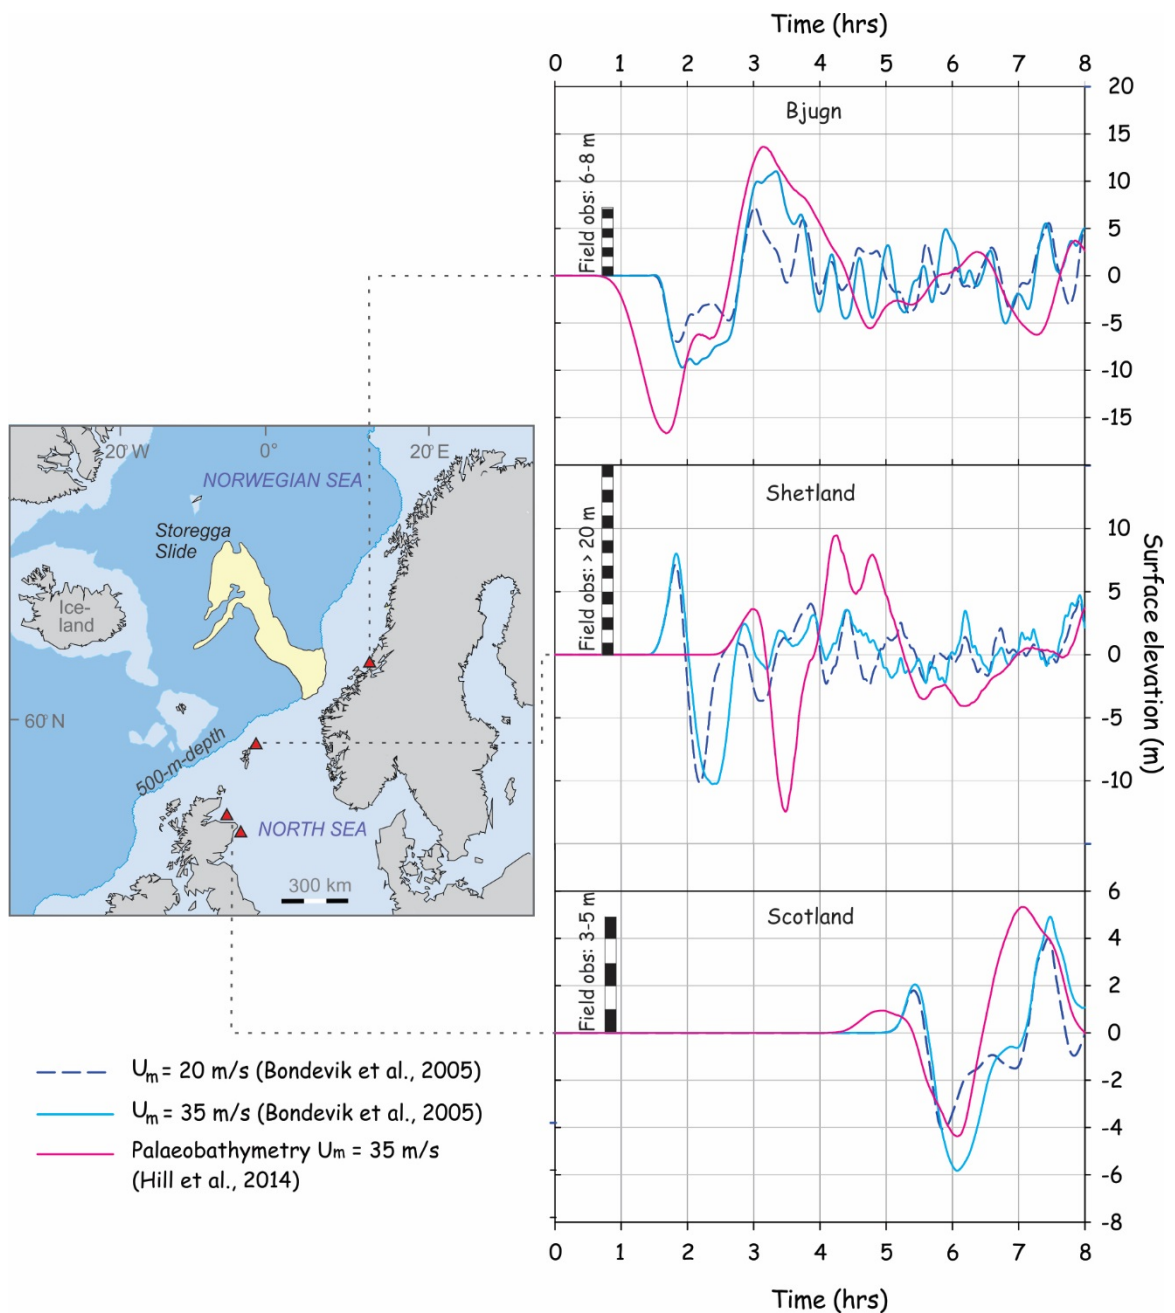 Time (hrs)
0 1 2 3 4 5 6 7 8
20
15
10
5
0
-5
-10
-15
Bjugn
Field obs: 6-8 m
10
5
0
-5
-10
Shetland
Field obs: > 20 m
Surface elevation (m)
6
4
2
0
-2
-4
-6
-8
Scotland
Field obs: 3-5 m
0 1 2 3 4 5 6 7 8
Time (hrs)
20°W 0° 20°E
NORWEGIAN SEA
Storegga
Slide
Ice-
land
60°N
500-m-depth
NORTH SEA
300 km
Um = 20 m/s (Bondevik et al., 2005)
Um = 35 m/s (Bondevik et al., 2005)
Palaeobathymetry Um = 35 m/s
(Hill et al., 2014)